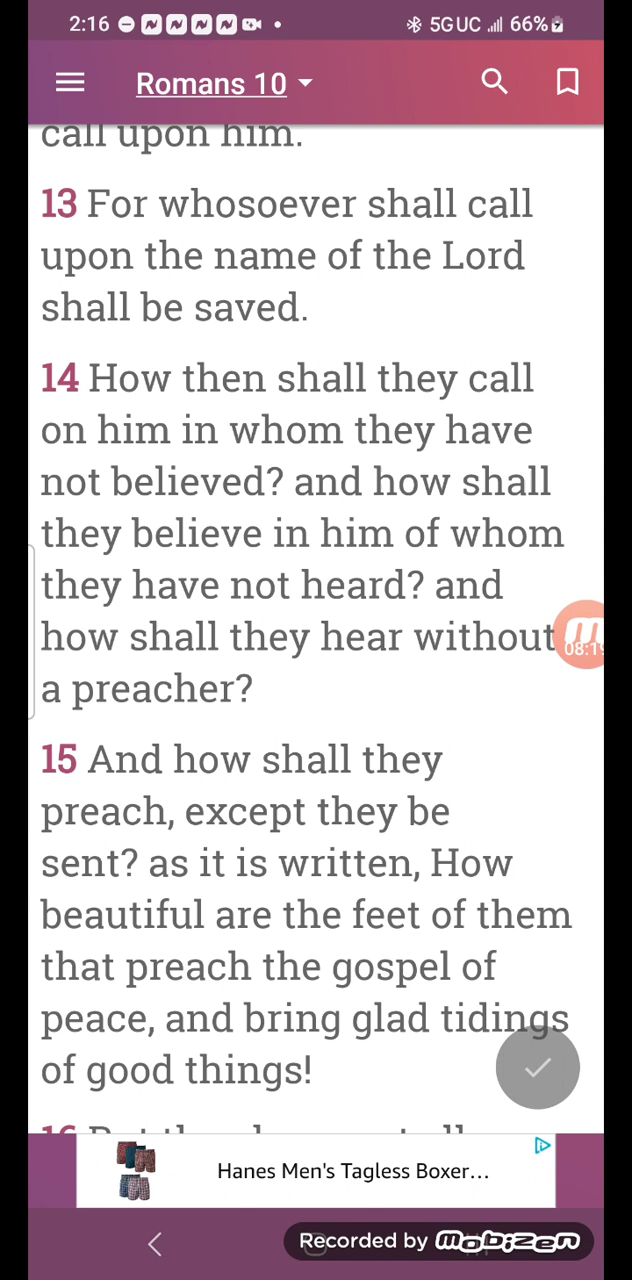 2:16 5G UC 66%
Romans 10
call upon him.
13 For whosoever shall call
upon the name of the Lord
shall be saved.
14 How then shall they call
on him in whom they have
not believed? and how shall
they believe in him of whom
they have not heard? and
how shall they hear without
a preacher?
08:19
15 And how shall they
preach, except they be
sent? as it is written, How
beautiful are the feet of them
that preach the gospel of
peace, and bring glad tidings
of good things!
Hanes Men's Tagless Boxer...
Recorded by mobizen